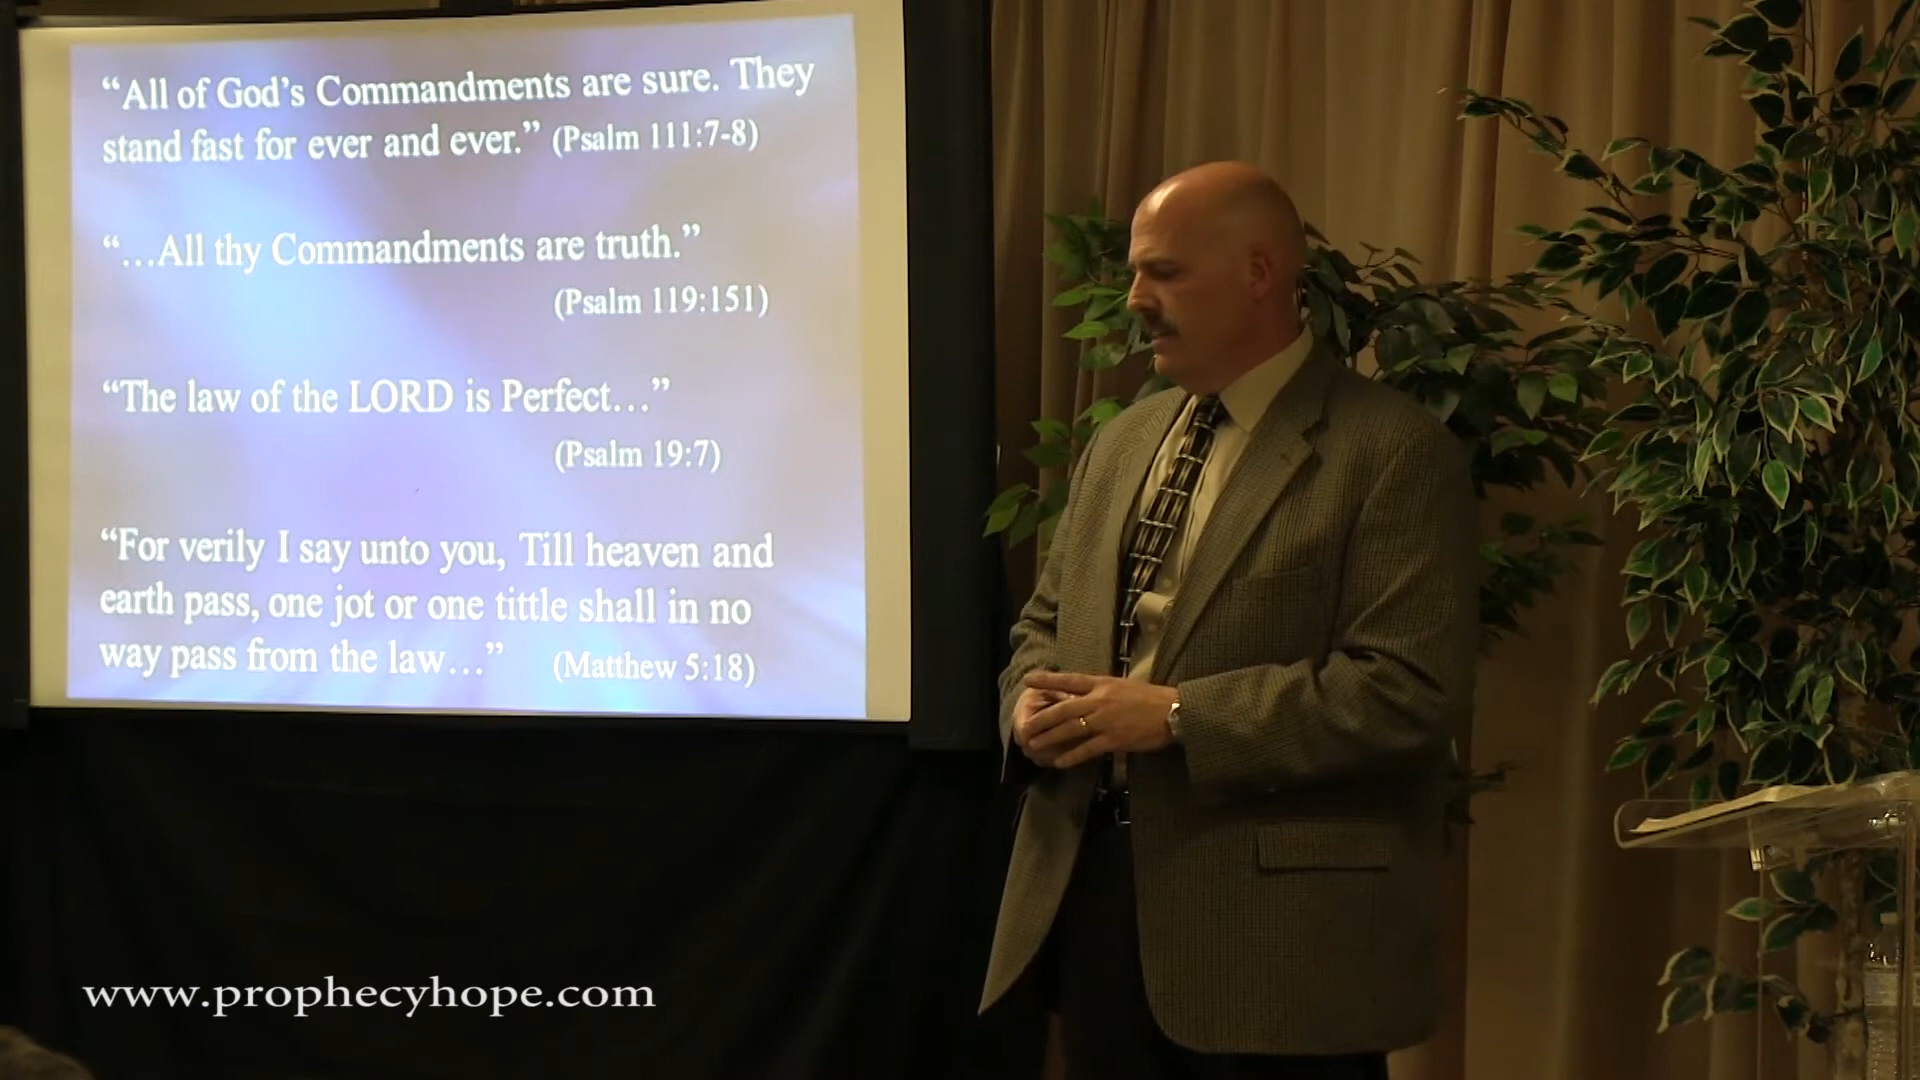 “All of God’s Commandments are sure. They
stand fast for ever and ever.” (Psalm 111:7-8)
“…All thy Commandments are truth.”
(Psalm 119:151)
“The law of the LORD is Perfect…”
(Psalm 19:7)
“For verily I say unto you, Till heaven and
earth pass, one jot or one tittle shall in no
way pass from the law…” (Matthew 5:18)
www.prophecyhope.com